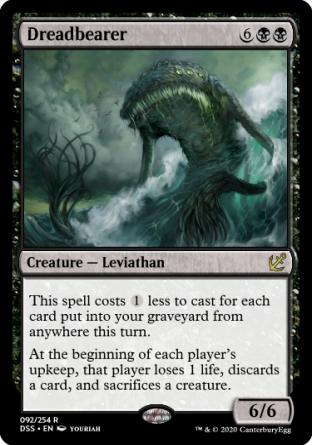 Dreadbearer 6
Creature — Leviathan
This spell costs 1 less to cast for each
card put into your graveyard from
anywhere this turn.
At the beginning of each player's
upkeep, that player loses 1 life, discards
a card, and sacrifices a creature.
6/6
092/254 R
DSS • EN YOURIAH ™ & © 2020 CanterburyEgg